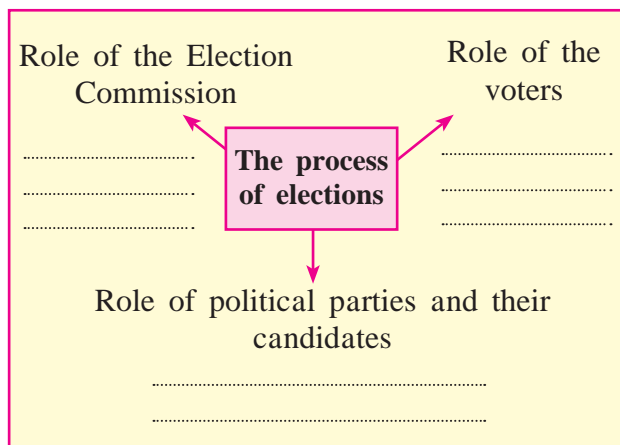 Role of the Election
Commission
Role of the
voters
The process
of elections
Role of political parties and their
candidates